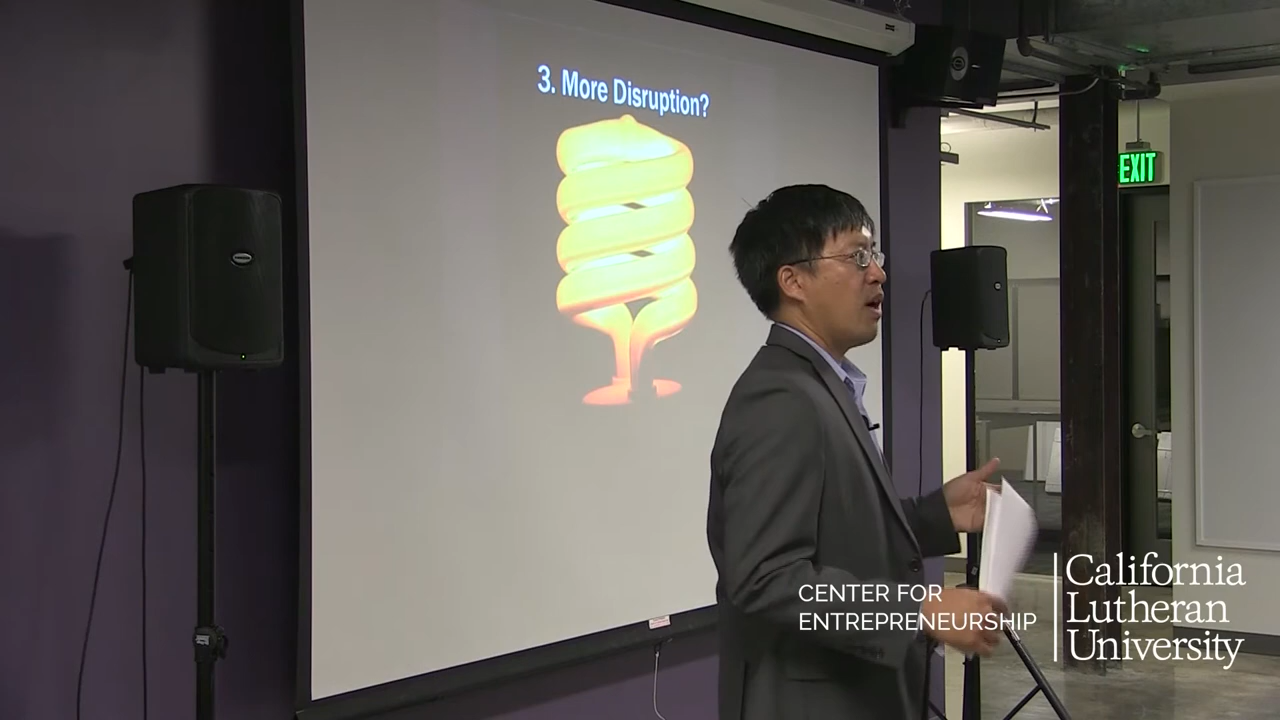 3. More Disruption?
EXIT
CENTER FOR
ENTREPRENEURSHIP
California
Lutheran
University